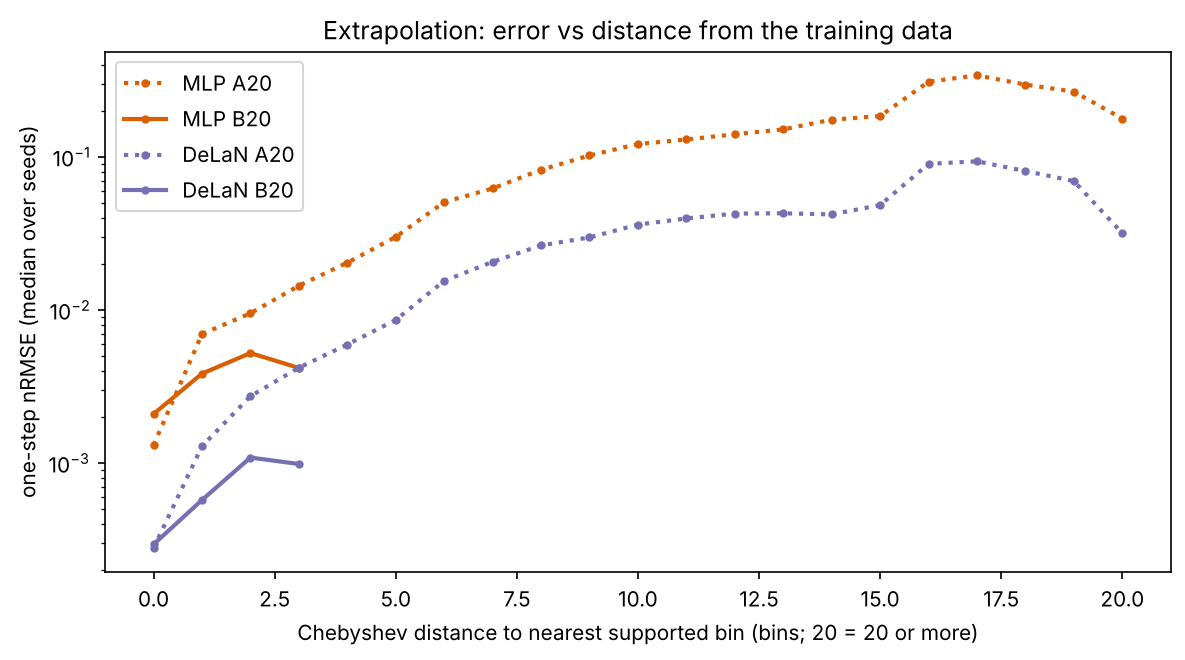 Extrapolation: error vs distance from the training data
MLP A20
MLP B20
DeLaN A20
DeLaN B20
one-step nRMSE (median over seeds)
10⁻¹
10⁻²
10⁻³
0.0 2.5 5.0 7.5 10.0 12.5 15.0 17.5 20.0
Chebyshev distance to nearest supported bin (bins; 20 = 20 or more)